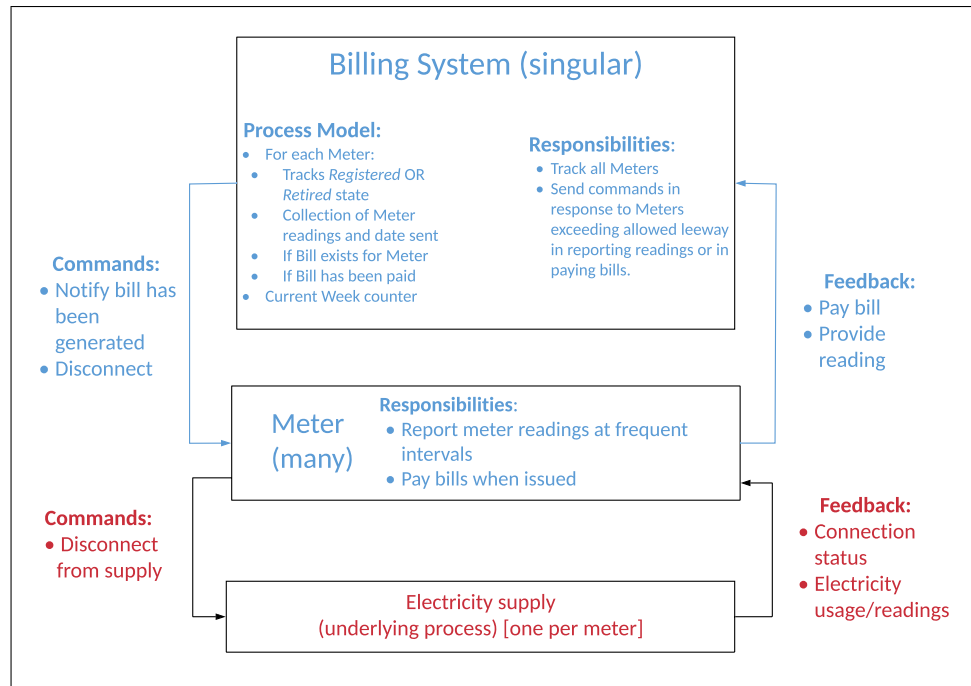 Billing System (singular)
Process Model:
• For each Meter:
• Tracks Registered OR
Retired state
• Collection of Meter
readings and date sent
• If Bill exists for Meter
• If Bill has been paid
• Current Week counter
Responsibilities:
• Track all Meters
• Send commands in
response to Meters
exceeding allowed leeway
in reporting readings or in
paying bills.
Commands:
• Notify bill has
been
generated
• Disconnect
Feedback:
• Pay bill
• Provide
reading
Meter
(many)
Responsibilities:
• Report meter readings at frequent
intervals
• Pay bills when issued
Commands:
• Disconnect
from supply
Feedback:
• Connection
status
• Electricity
usage/readings
Electricity supply
(underlying process) [one per meter]